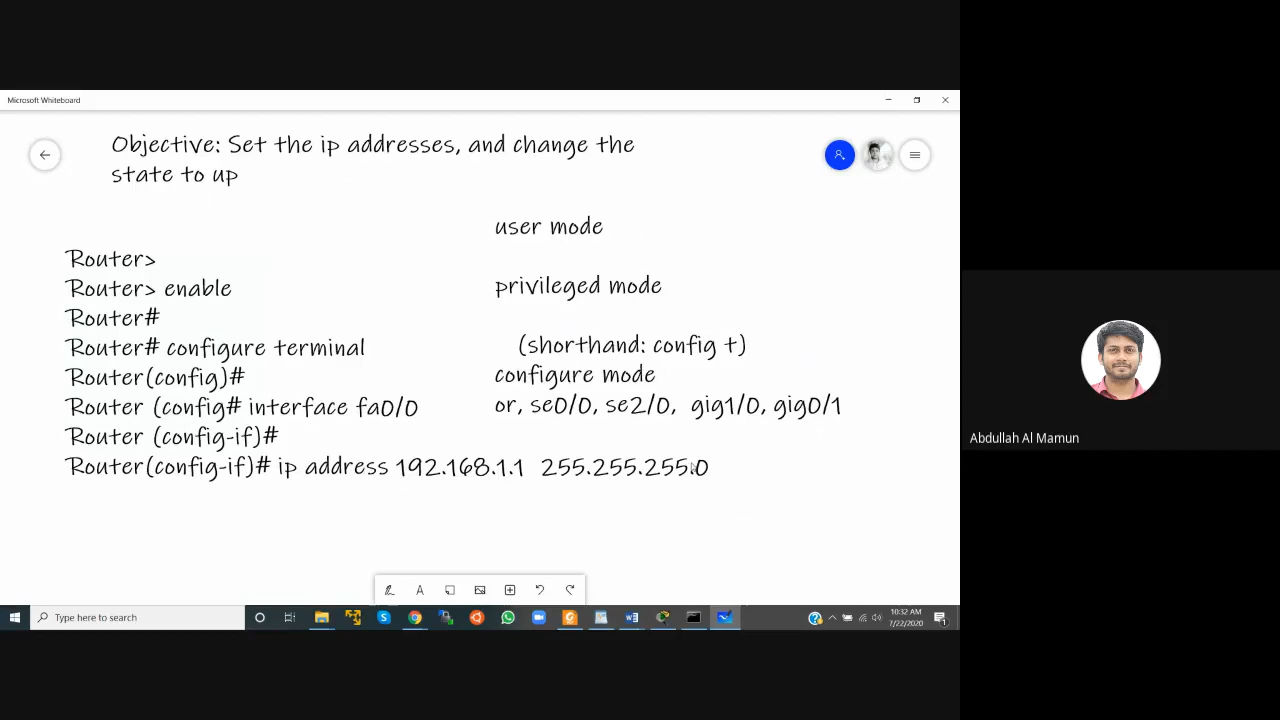 Microsoft Whiteboard
Objective: Set the ip addresses, and change the
state to up
user mode
Router>
Router> enable
privileged mode
Router#
Router# configure terminal
(shorthand: config t)
Router(config)#
configure mode
Router (config# interface fa0/0
or, se0/0, se2/0, gig1/0, gig0/1
Router (config-if)#
Router(config-if)# ip address 192.168.1.1 255.255.255.0
Abdullah Al Mamun
Type here to search
10:32 AM
7/22/2020